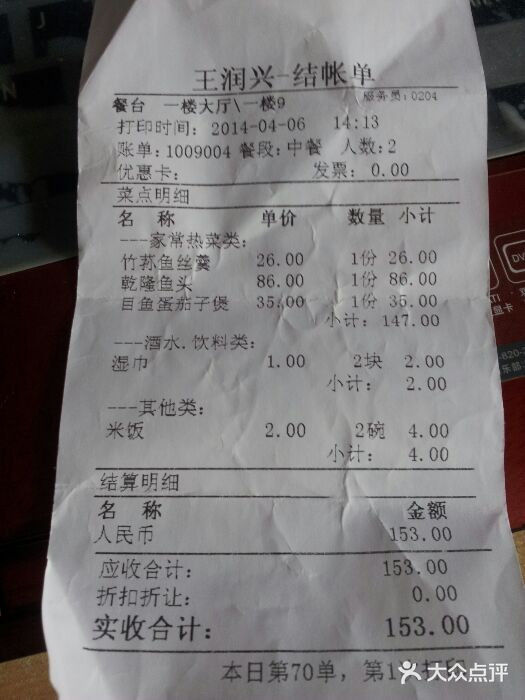 王润兴-结帐单
服务员:0204
餐台 一楼大厅\一楼9
打印时间: 2014-04-06 14:13
账单:1009004 餐段:中餐 人数:2
优惠卡: 发票: 0.00
菜点明细
名 称 单价 数量 小计
---家常热菜类:
竹荪鱼丝羹 26.00 1份 26.00
乾隆鱼头 86.00 1份 86.00
目鱼蛋茄子煲 35.00 1份 35.00
小计: 147.00
---酒水.饮料类:
湿巾 1.00 2块 2.00
小计: 2.00
---其他类:
米饭 2.00 2碗 4.00
小计: 4.00
结算明细
名 称 金额
人民币 153.00
应收合计: 153.00
折扣折让: 0.00
实收合计: 153.00
本日第70单, 第1
大众点评